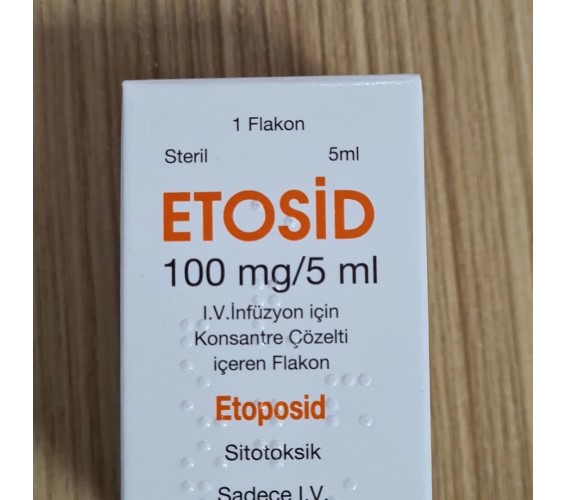 1 Flakon
Steril 5ml
ETOSİD
100 mg/5 ml
I.V.İnfüzyon için
Konsantre Çözelti
içeren Flakon
Etoposid
Sitotoksik
Sadece I.V.